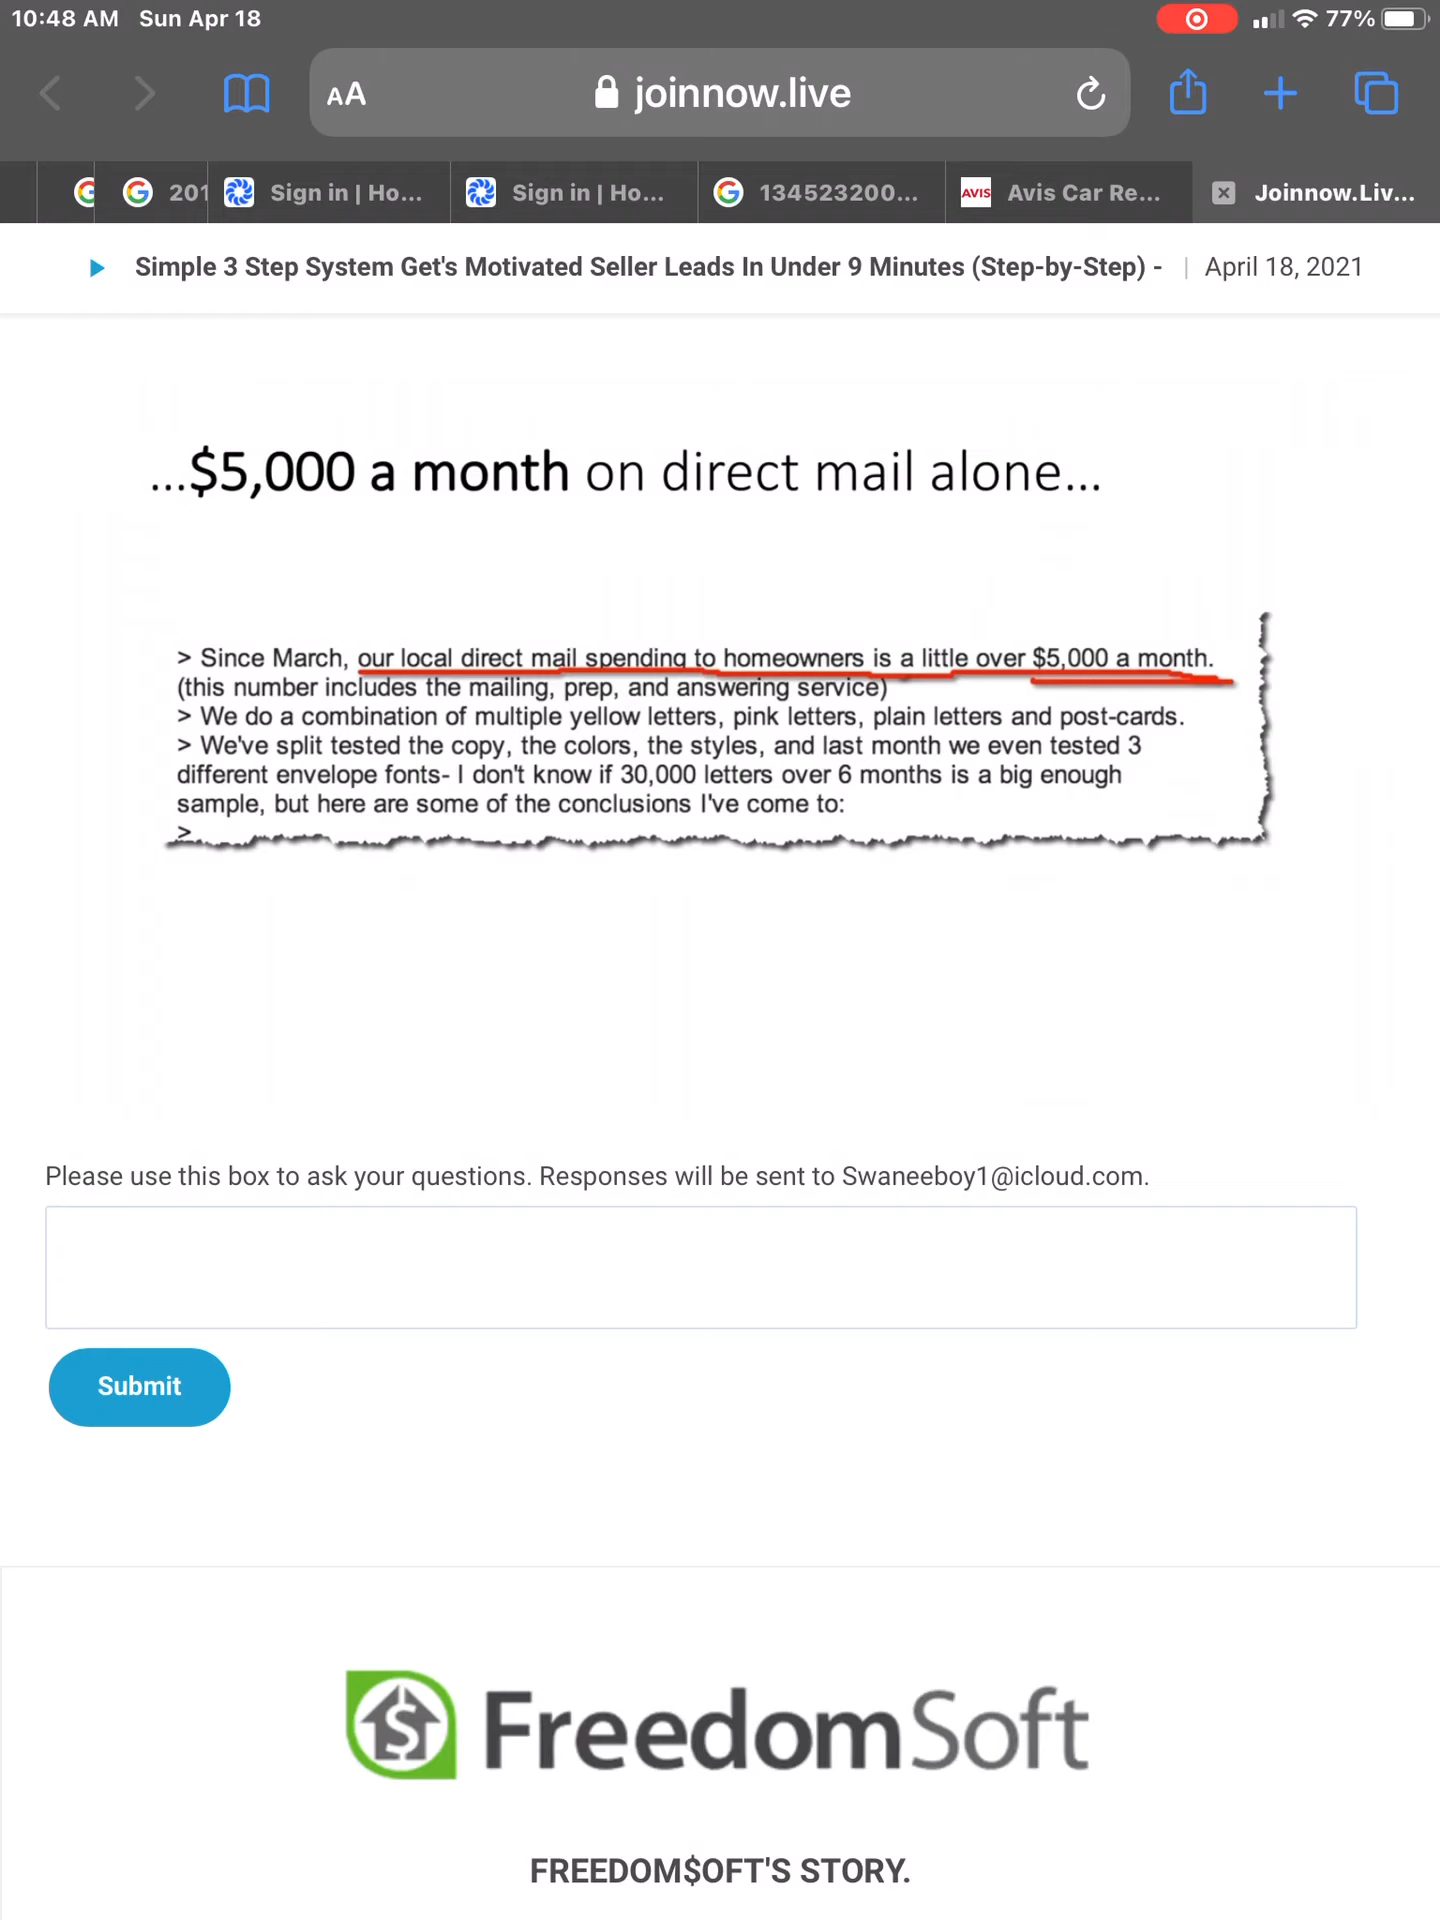 10:48 AM Sun Apr 18
77%
AA
joinnow.live
201
Sign in | Ho...
Sign in | Ho...
134523200...
AVIS
Avis Car Re...
Joinnow.Liv...
Simple 3 Step System Get's Motivated Seller Leads In Under 9 Minutes (Step-by-Step) - | April 18, 2021
...$5,000 a month on direct mail alone...
> Since March, our local direct mail spending to homeowners is a little over $5,000 a month.
(this number includes the mailing, prep, and answering service)
> We do a combination of multiple yellow letters, pink letters, plain letters and post-cards.
> We've split tested the copy, the colors, the styles, and last month we even tested 3
different envelope fonts- I don't know if 30,000 letters over 6 months is a big enough
sample, but here are some of the conclusions I've come to:
>
Please use this box to ask your questions. Responses will be sent to Swaneeboy1@icloud.com.
Submit
FreedomSoft
FREEDOM$OFT'S STORY.